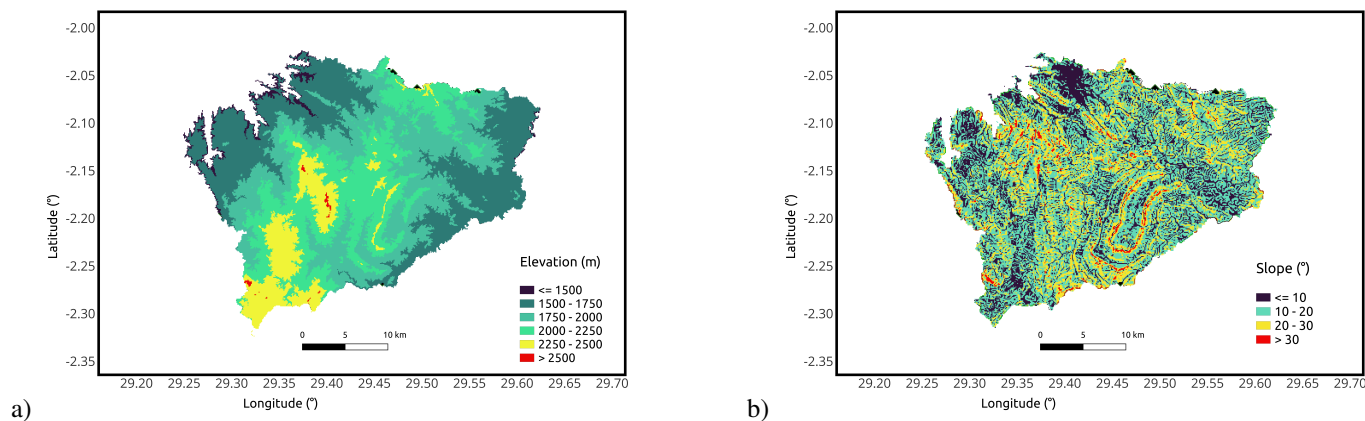 -2.00
-2.05
-2.10
-2.15
-2.20
-2.25
-2.30
-2.35
Latitude (°)
Elevation (m)
<= 1500
1500 - 1750
1750 - 2000
2000 - 2250
2250 - 2500
> 2500
0 5 10 km
29.20 29.25 29.30 29.35 29.40 29.45 29.50 29.55 29.60 29.65 29.70
Longitude (°)
a)
-2.00
-2.05
-2.10
-2.15
-2.20
-2.25
-2.30
-2.35
Latitude (°)
Slope (°)
<= 10
10 - 20
20 - 30
> 30
0 5 10 km
29.20 29.25 29.30 29.35 29.40 29.45 29.50 29.55 29.60 29.65 29.70
Longitude (°)
b)